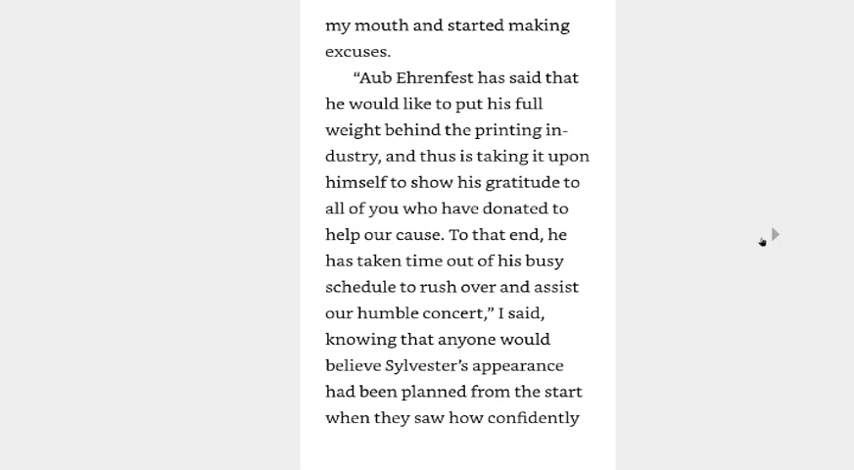 my mouth and started making
excuses.
“Aub Ehrenfest has said that
he would like to put his full
weight behind the printing in-
dustry, and thus is taking it upon
himself to show his gratitude to
all of you who have donated to
help our cause. To that end, he
has taken time out of his busy
schedule to rush over and assist
our humble concert,” I said,
knowing that anyone would
believe Sylvester’s appearance
had been planned from the start
when they saw how confidently